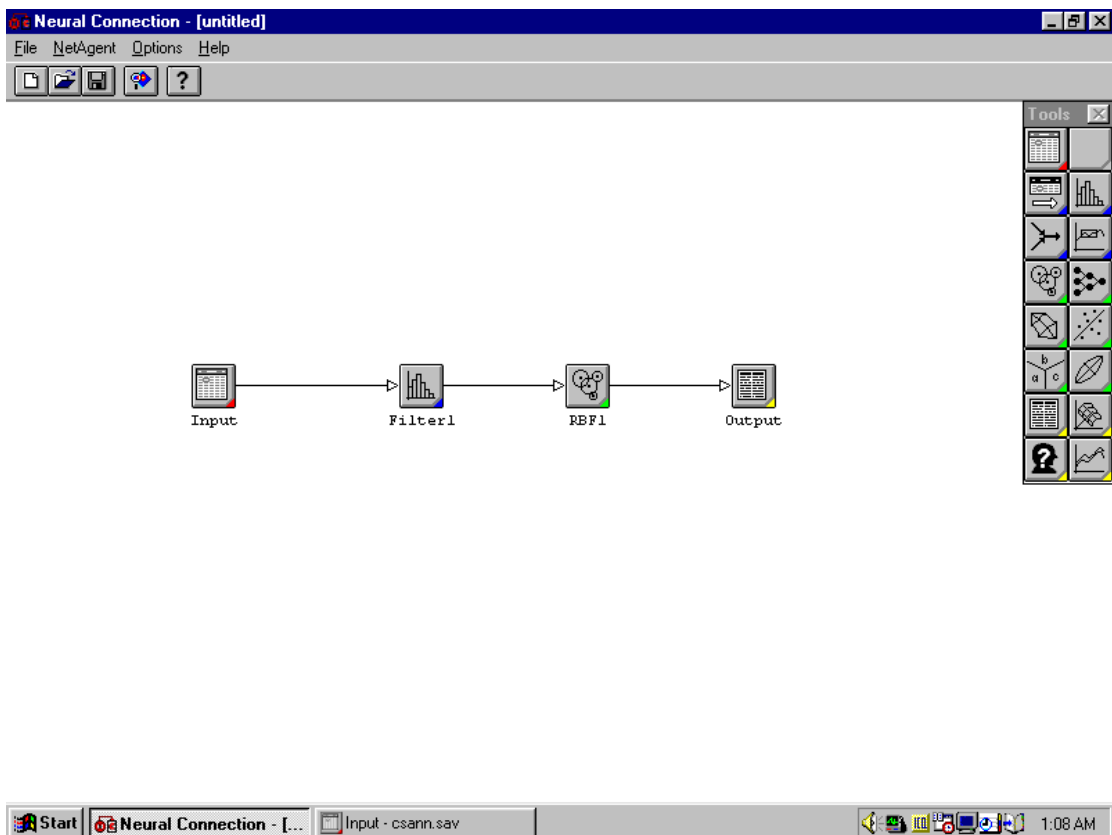 Neural Connection - [untitled]
File NetAgent Options Help
?
Tools
b
a c
?
Input Filter1 RBF1 Output
Start Neural Connection - [... Input - csann.sav 1:08 AM